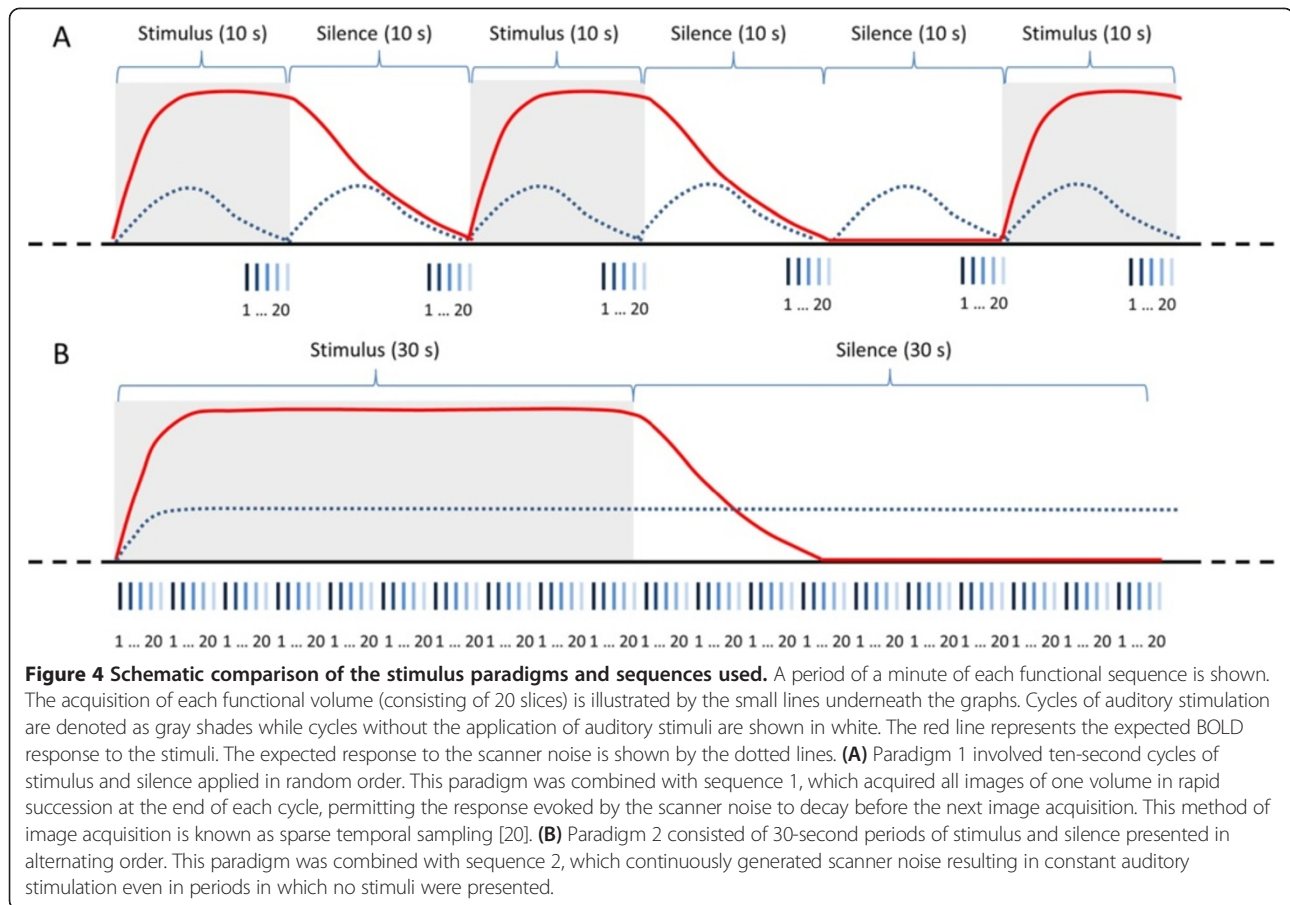 A
Stimulus (10 s) Silence (10 s) Stimulus (10 s) Silence (10 s) Silence (10 s) Stimulus (10 s)
1 ... 20 1 ... 20 1 ... 20 1 ... 20 1 ... 20 1 ... 20
B
Stimulus (30 s) Silence (30 s)
1 ... 20 1 ... 20 1 ... 20 1 ... 20 1 ... 20 1 ... 20 1 ... 20 1 ... 20 1 ... 20 1 ... 20 1 ... 20 1 ... 20 1 ... 20 1 ... 20 1 ... 20 1 ... 20 1 ... 20 1 ... 20 1 ... 20 1 ... 20
Figure 4 Schematic comparison of the stimulus paradigms and sequences used. A period of a minute of each functional sequence is shown.
The acquisition of each functional volume (consisting of 20 slices) is illustrated by the small lines underneath the graphs. Cycles of auditory stimulation
are denoted as gray shades while cycles without the application of auditory stimuli are shown in white. The red line represents the expected BOLD
response to the stimuli. The expected response to the scanner noise is shown by the dotted lines. (A) Paradigm 1 involved ten-second cycles of
stimulus and silence applied in random order. This paradigm was combined with sequence 1, which acquired all images of one volume in rapid
succession at the end of each cycle, permitting the response evoked by the scanner noise to decay before the next image acquisition. This method of
image acquisition is known as sparse temporal sampling [20]. (B) Paradigm 2 consisted of 30-second periods of stimulus and silence presented in
alternating order. This paradigm was combined with sequence 2, which continuously generated scanner noise resulting in constant auditory
stimulation even in periods in which no stimuli were presented.